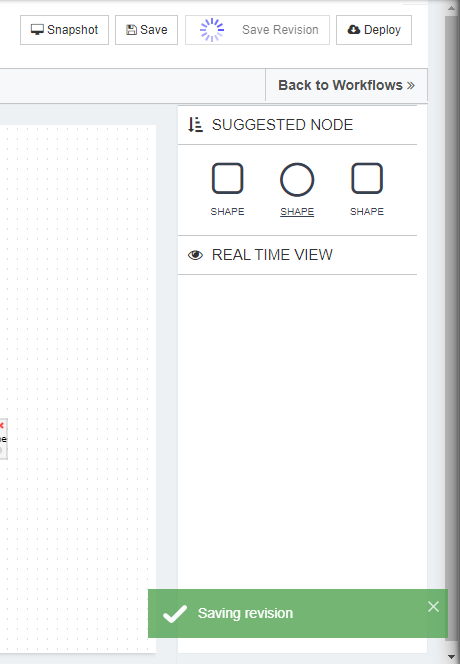 Snapshot Save Save Revision Deploy
Back to Workflows »
SUGGESTED NODE
SHAPE SHAPE SHAPE
REAL TIME VIEW
Saving revision